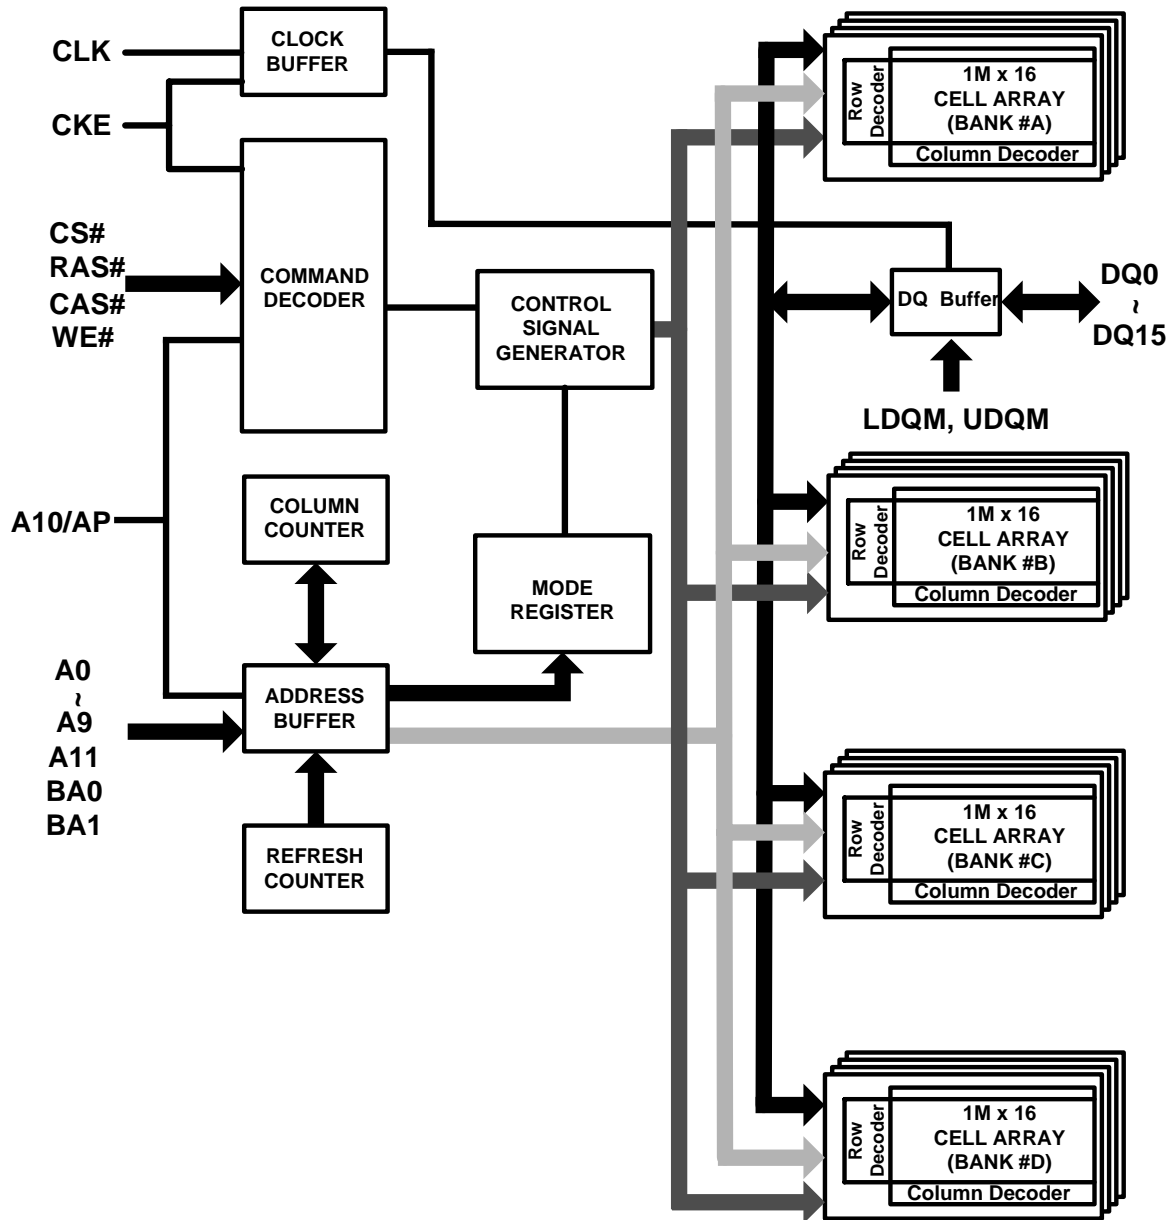 CLK
CLOCK
BUFFER
CKE
CS#
RAS#
CAS#
WE#
COMMAND
DECODER
CONTROL
SIGNAL
GENERATOR
A10/AP
COLUMN
COUNTER
MODE
REGISTER
A0
~
A9
A11
BA0
BA1
ADDRESS
BUFFER
REFRESH
COUNTER
Row
Decoder
1M x 16
CELL ARRAY
(BANK #A)
Column Decoder
DQ Buffer
DQ0
~
DQ15
LDQM, UDQM
Row
Decoder
1M x 16
CELL ARRAY
(BANK #B)
Column Decoder
Row
Decoder
1M x 16
CELL ARRAY
(BANK #C)
Column Decoder
Row
Decoder
1M x 16
CELL ARRAY
(BANK #D)
Column Decoder